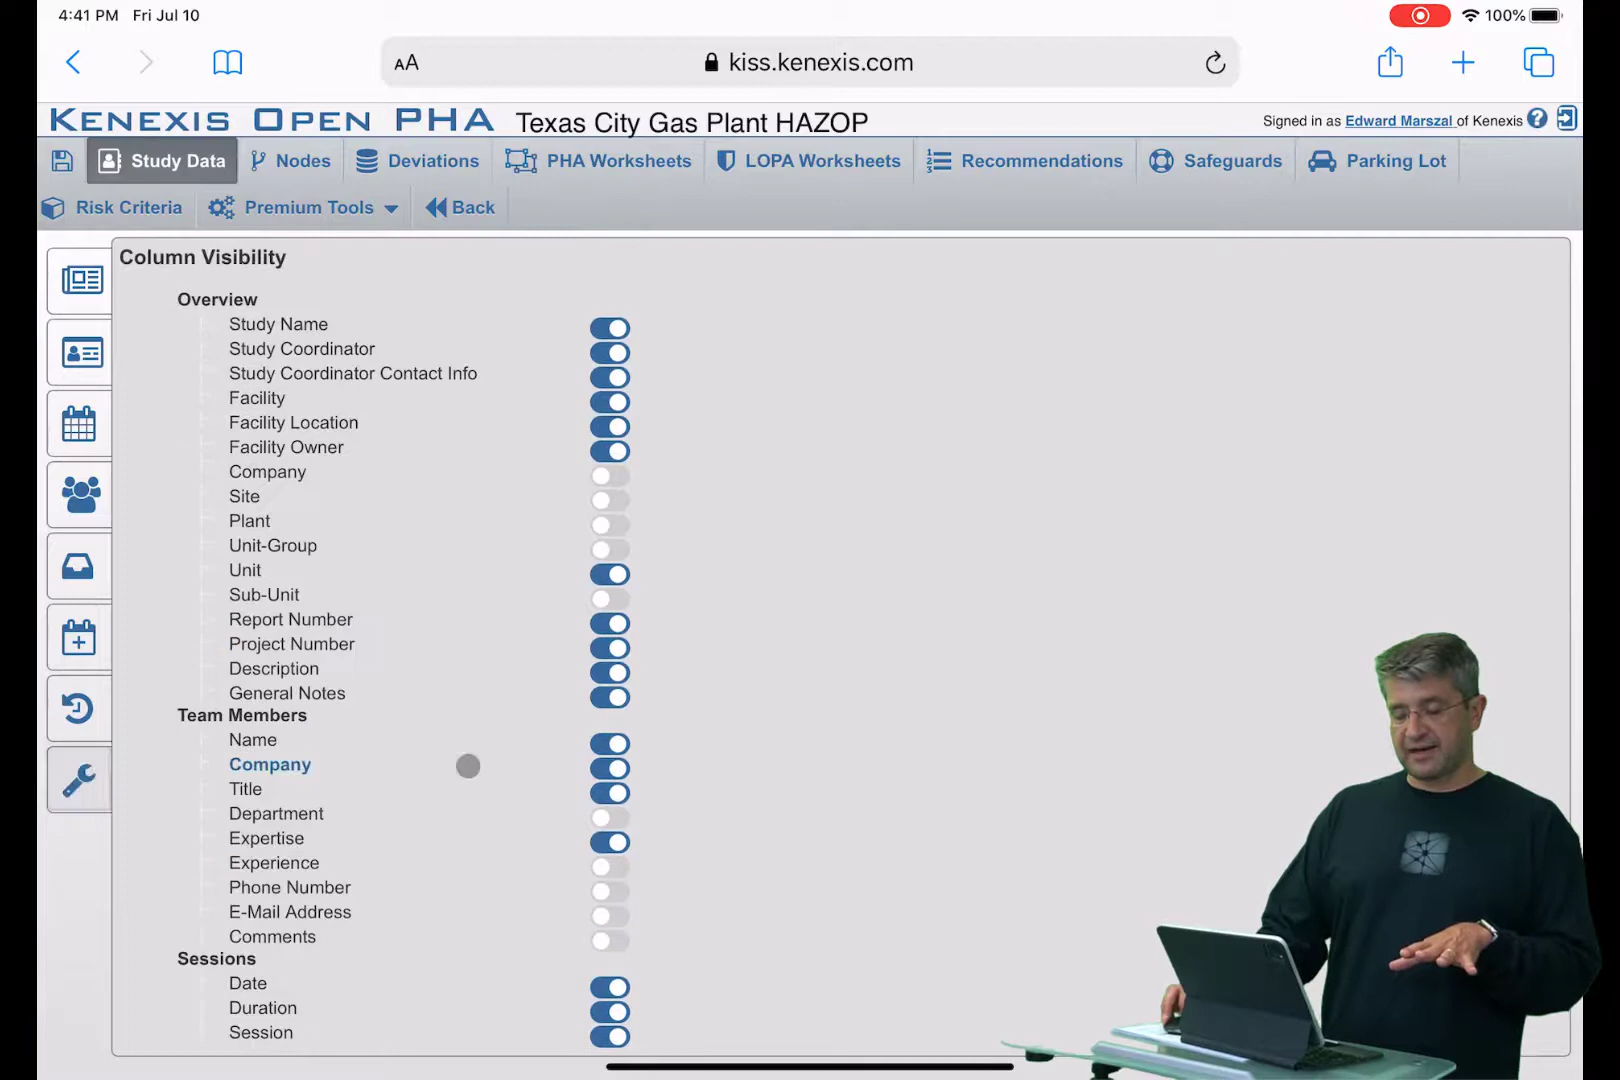 4:41 PM Fri Jul 10
100%
AA kiss.kenexis.com
KENEXIS OPEN PHA Texas City Gas Plant HAZOP Signed in as Edward Marszal of Kenexis
Study Data Nodes Deviations PHA Worksheets LOPA Worksheets Recommendations Safeguards Parking Lot
Risk Criteria Premium Tools Back
Column Visibility
Overview
Study Name
Study Coordinator
Study Coordinator Contact Info
Facility
Facility Location
Facility Owner
Company
Site
Plant
Unit-Group
Unit
Sub-Unit
Report Number
Project Number
Description
General Notes
Team Members
Name
Company
Title
Department
Expertise
Experience
Phone Number
E-Mail Address
Comments
Sessions
Date
Duration
Session